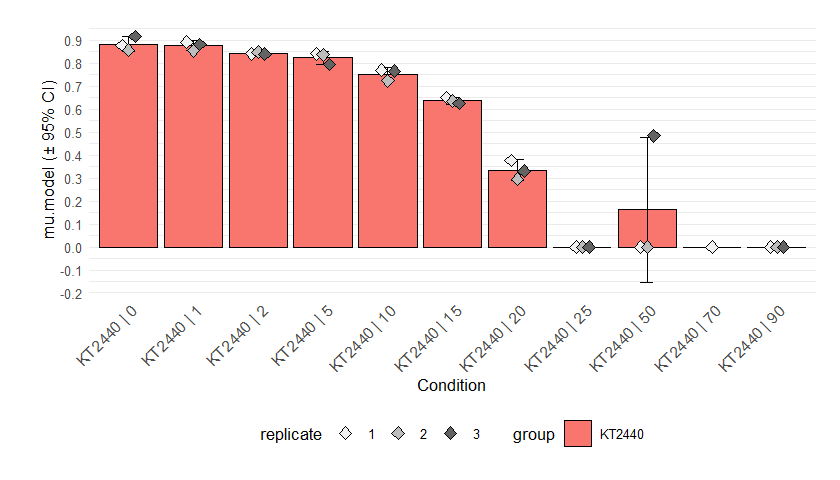 mu.model (± 95% CI)
0.9
0.8
0.7
0.6
0.5
0.4
0.3
0.2
0.1
0.0
-0.1
-0.2
KT2440 | 0
KT2440 | 1
KT2440 | 2
KT2440 | 5
KT2440 | 10
KT2440 | 15
KT2440 | 20
KT2440 | 25
KT2440 | 50
KT2440 | 70
KT2440 | 90
Condition
replicate 1 2 3 group KT2440